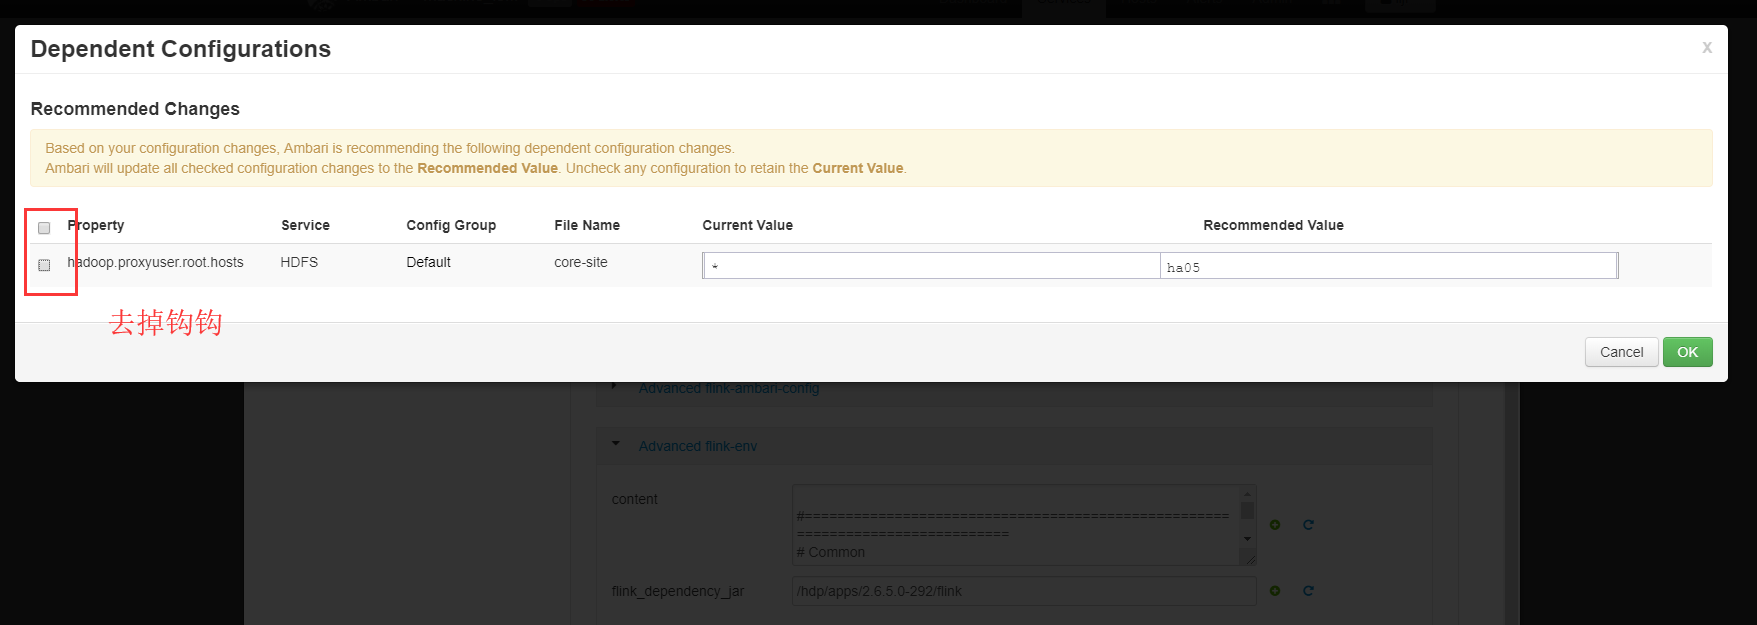 Dependent Configurations
X
Recommended Changes
Based on your configuration changes, Ambari is recommending the following dependent configuration changes.
Ambari will update all checked configuration changes to the Recommended Value. Uncheck any configuration to retain the Current Value.
Property Service Config Group File Name Current Value Recommended Value
hadoop.proxyuser.root.hosts HDFS Default core-site * ha05
去掉钩钩
Cancel OK
Advanced flink-ambari-config
Advanced flink-env
content
#====================================================
==========================
# Common
flink_dependency_jar /hdp/apps/2.6.5.0-292/flink